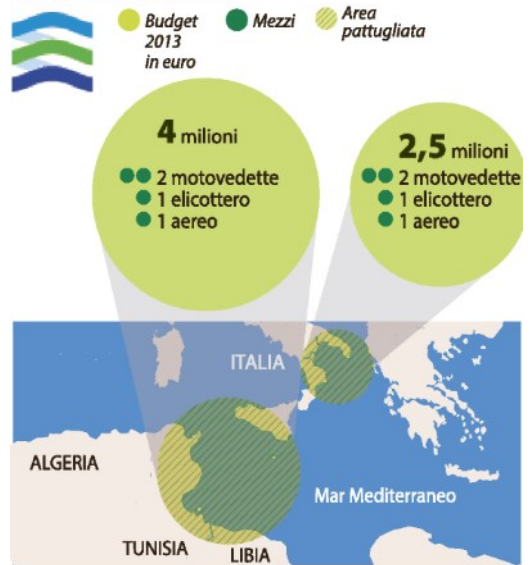 Budget
2013
in euro
Mezzi
Area
pattugliata
4 milioni
2 motovedette
1 elicottero
1 aereo
2,5 milioni
2 motovedette
1 elicottero
1 aereo
ITALIA
ALGERIA
Mar Mediterraneo
TUNISIA
LIBIA